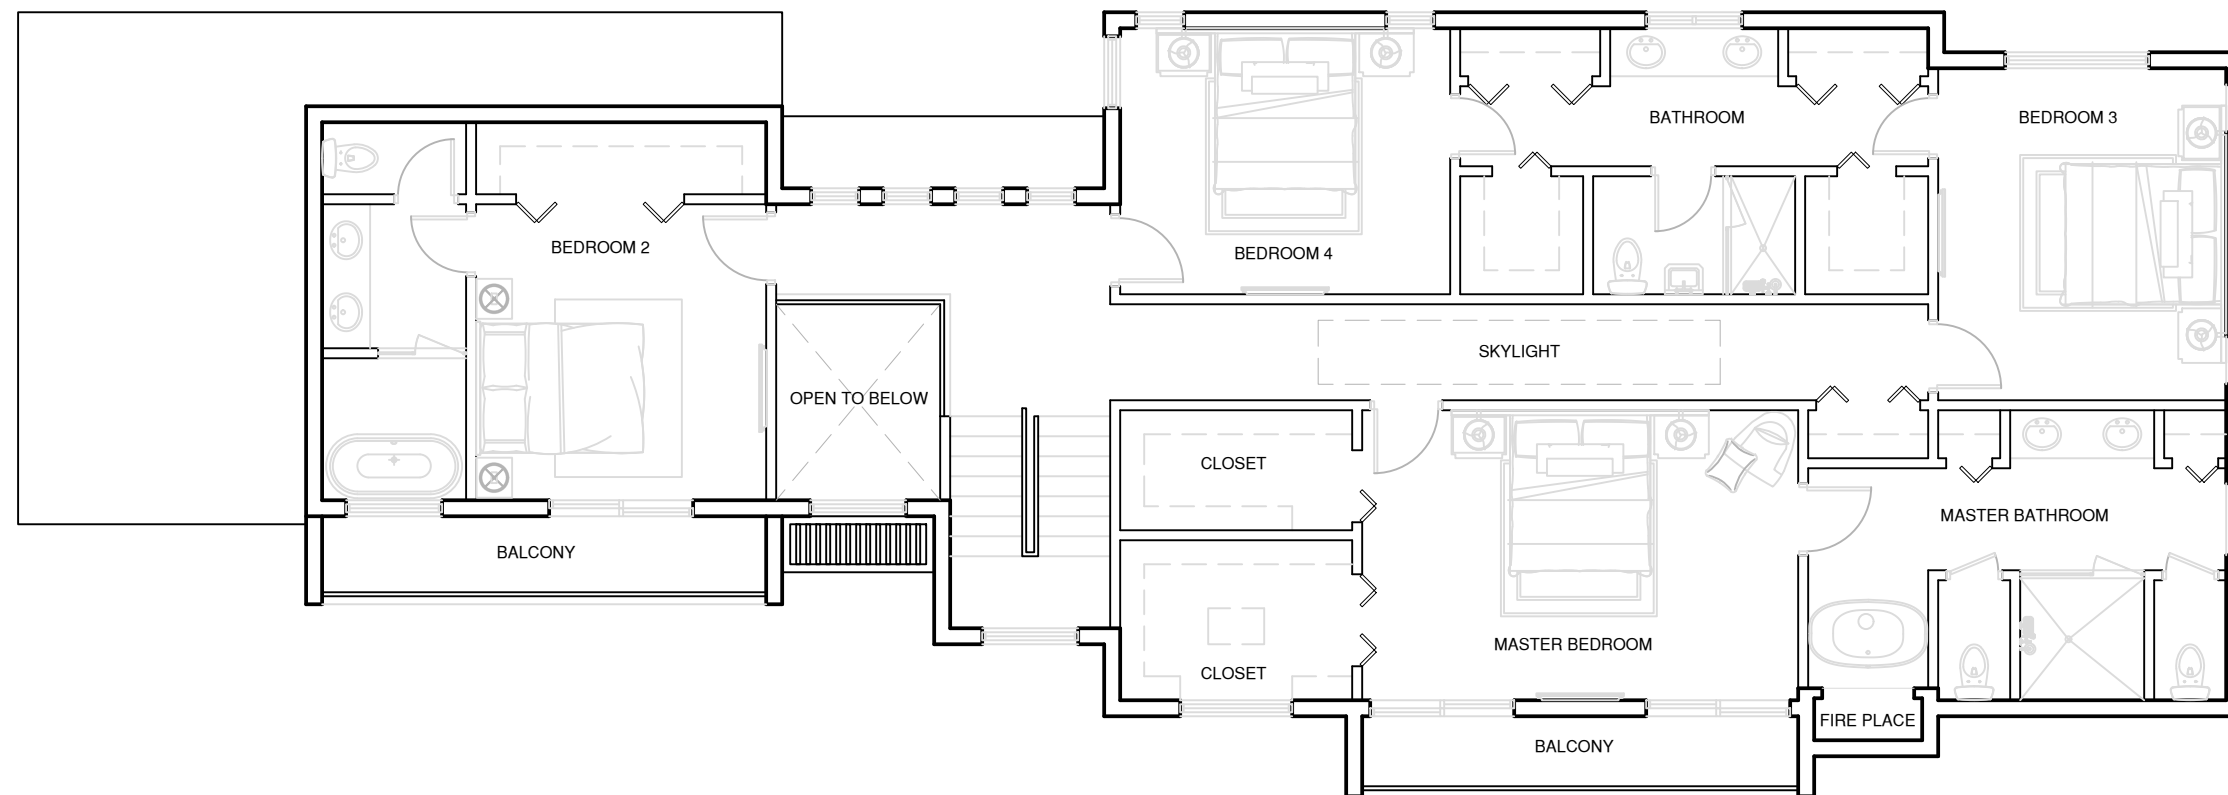 BATHROOM
BEDROOM 3
BEDROOM 2
BEDROOM 4
SKYLIGHT
OPEN TO BELOW
CLOSET
MASTER BATHROOM
BALCONY
MASTER BEDROOM
CLOSET
FIRE PLACE
BALCONY